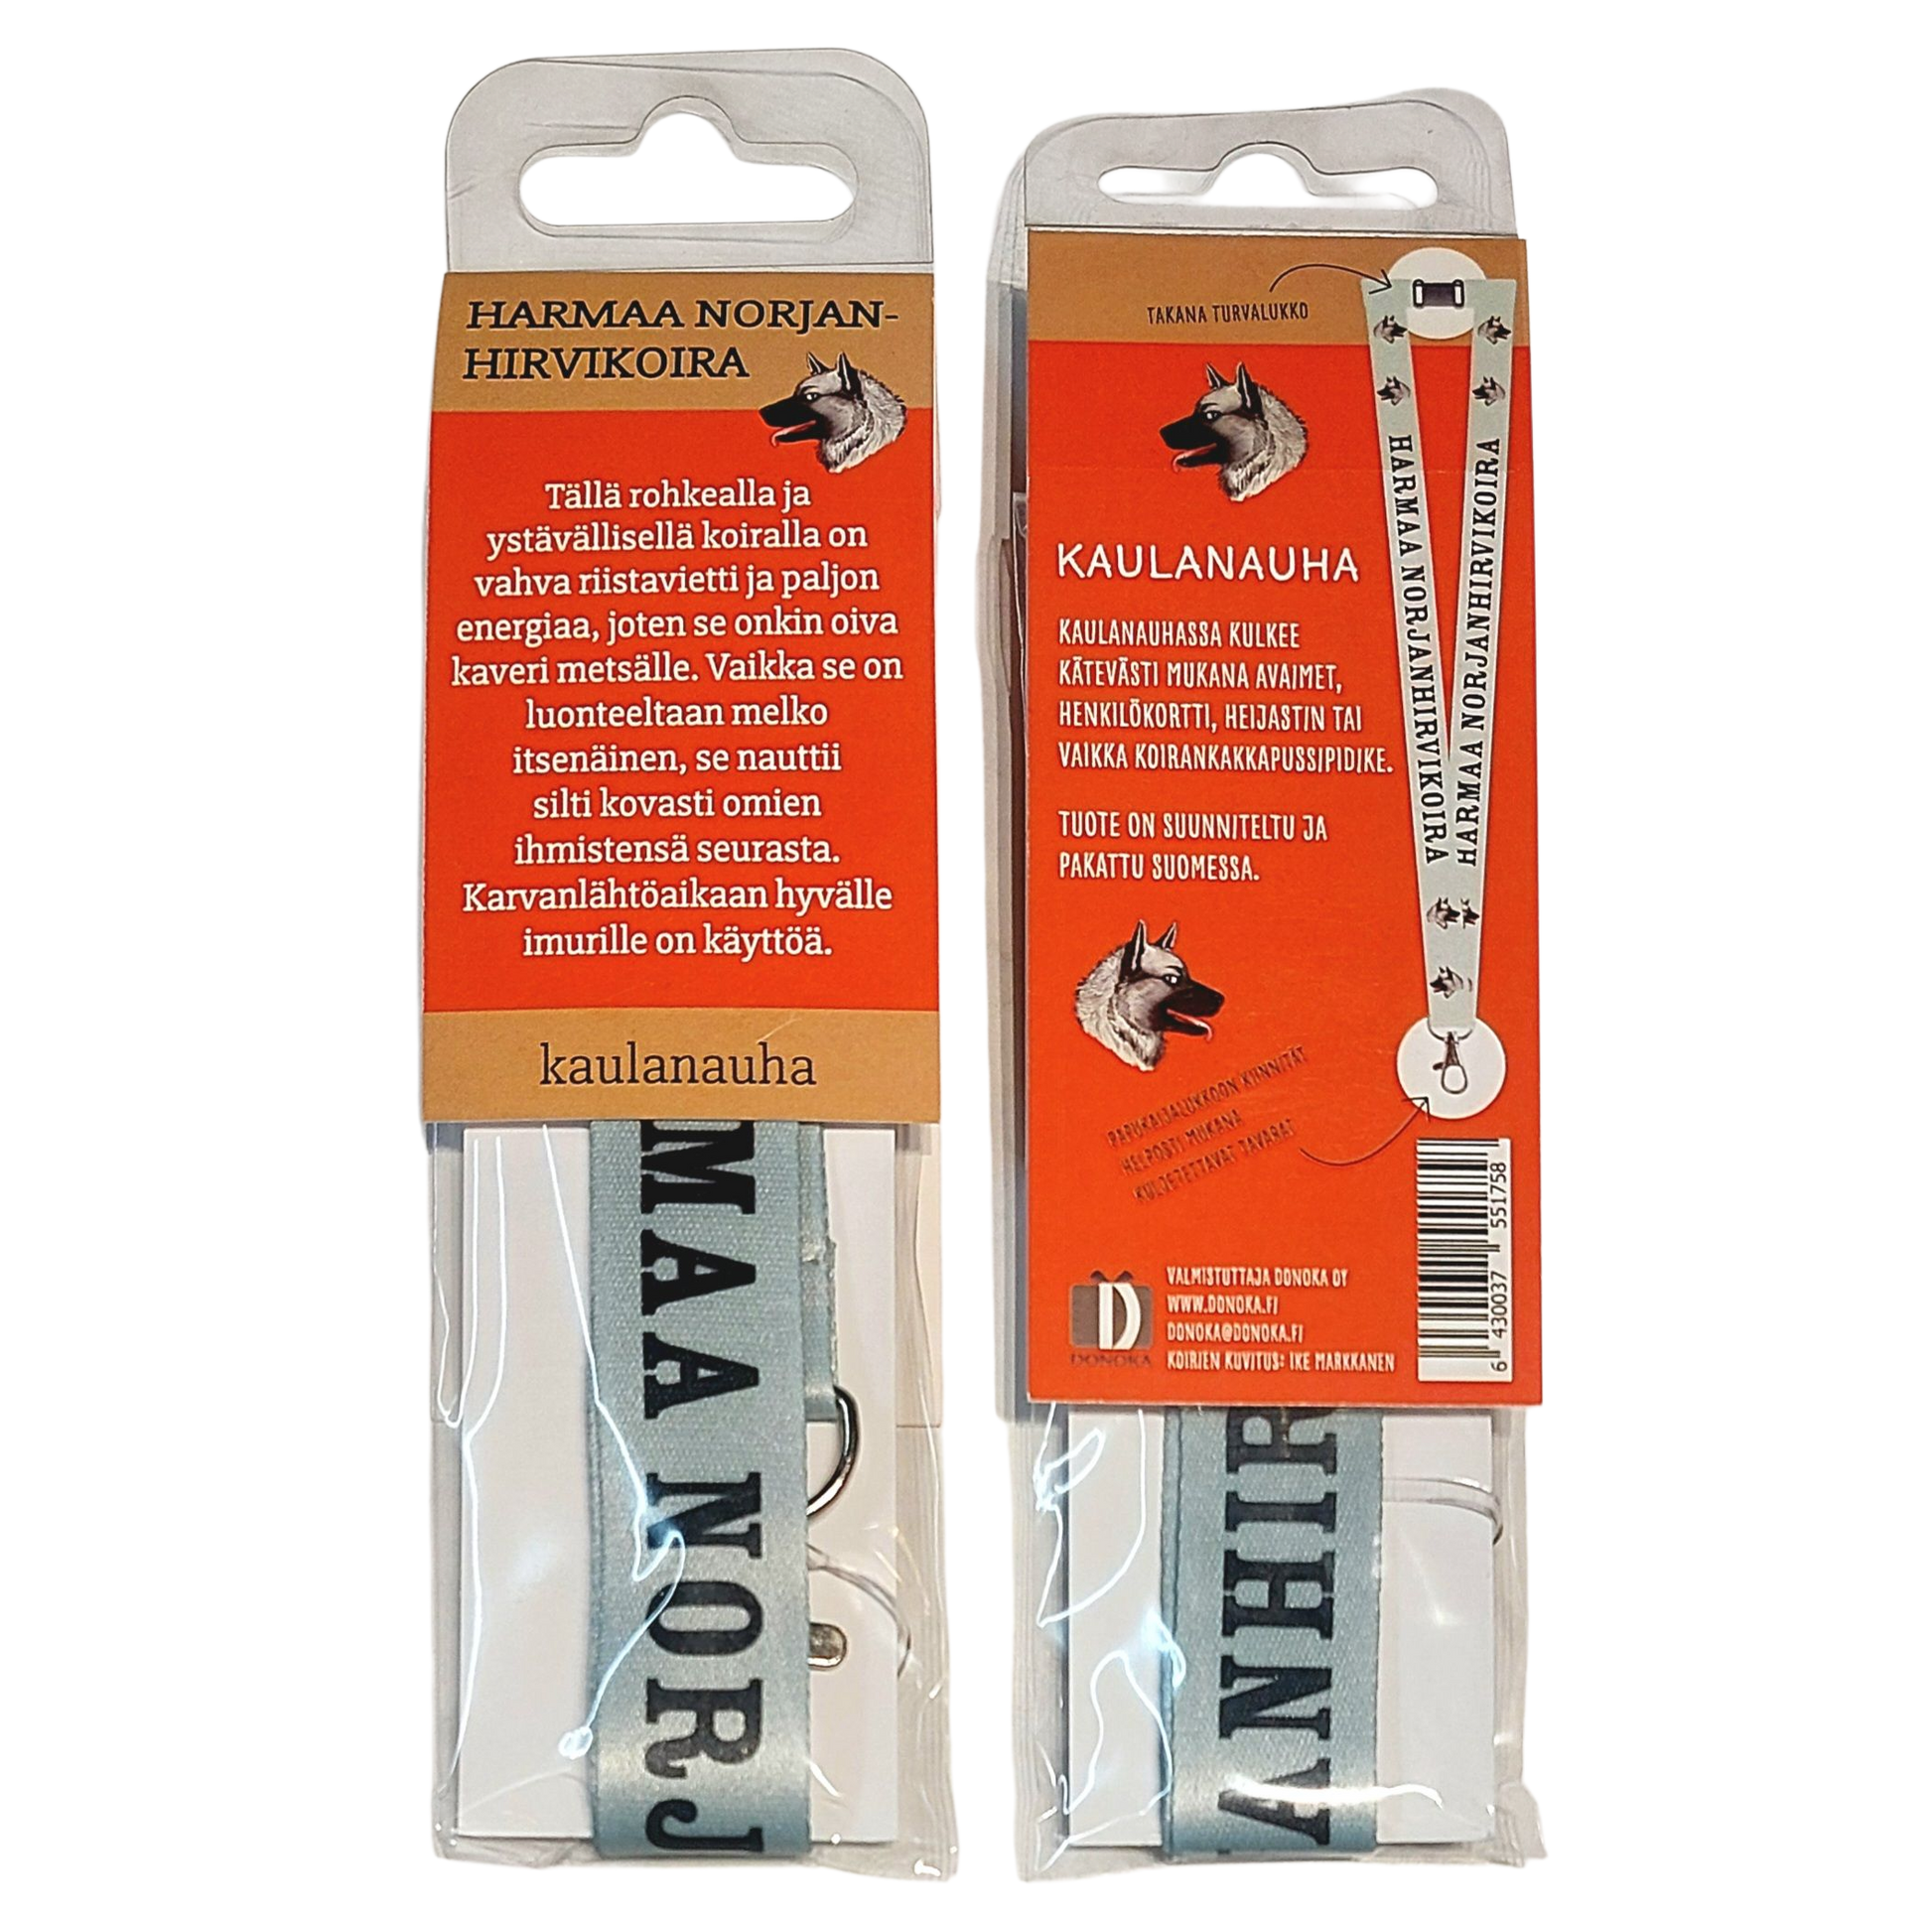 HARMAA NORJAN-
HIRVIKOIRA
Tällä rohkealla ja
ystävällisellä koiralla on
vahva riistavietti ja paljon
energiaa, joten se onkin oiva
kaveri metsälle. Vaikka se on
luonteeltaan melko
itsenäinen, se nauttii
silti kovasti omien
ihmistensä seurasta.
Karvanlähtöaikaan hyvälle
imurille on käyttöä.
kaulanauha
MAA NORJ
TAKANA TURVALUKKO
HARMAA NORJANHIRVIKOIRA
HARMAA NORJANHIRVIKOIRA
KAULANAUHA
KAULANAUHASSA KULKEE
KÄTEVÄSTI MUKANA AVAIMET,
HENKILÖKORTTI, HEIJASTIN TAI
VAIKKA KOIRANKAKKAPUSSIPIDIKE.
TUOTE ON SUUNNITELTU JA
PAKATTU SUOMESSA.
PAPUKAIJALUKKOON KIINNITÄT
HELPOSTI MUKANA
KULJETETTAVAT TAVARAT
VALMISTUTTAJA DONOKA OY
WWW.DONOKA.FI
DONOKA@DONOKA.FI
KOIRIEN KUVITUS: IKE MARKKANEN
D
DONOKA
6 430037 551758
ANHIR